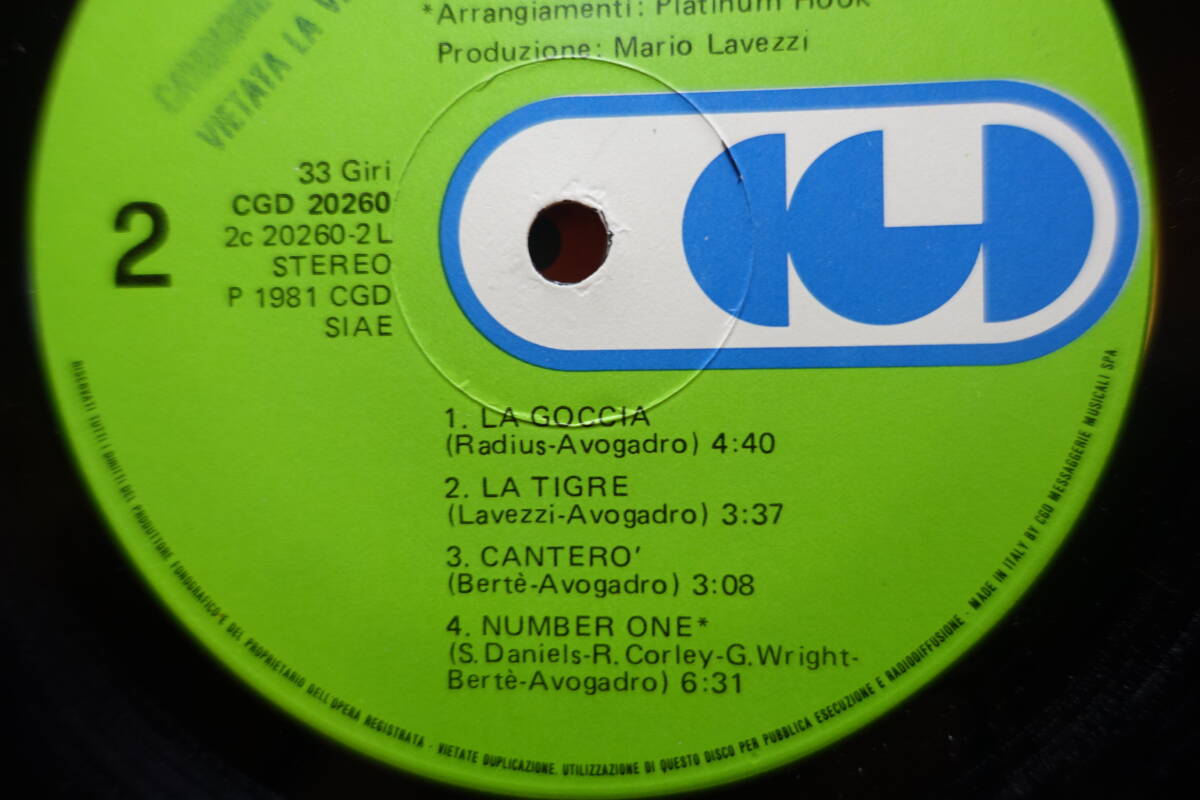 *Arrangiamenti: Platinum Hook
Produzione: Mario Lavezzi
VIETATA LA
33 Giri
CGD 20260
2c 20260-2 L
STEREO
P 1981 CGD
SIAE
2
1. LA GOCCIA
(Radius-Avogadro) 4:40
2. LA TIGRE
(Lavezzi-Avogadro) 3:37
3. CANTERO'
(Bertè-Avogadro) 3:08
4. NUMBER ONE*
(S. Daniels-R. Corley-G. Wright-
Bertè-Avogadro) 6:31
RISERVATI TUTTI I DIRITTI DEL PRODUTTORE FONOGRAFICO E DEL PROPRIETARIO DELL'OPERA REGISTRATA - VIETATE DUPLICAZIONE, UTILIZZAZIONE DI QUESTO DISCO PER PUBBLICA ESECUZIONE E RADIODIFFUSIONE - MADE IN ITALY BY CGD MESSAGGERIE MUSICALI SPA